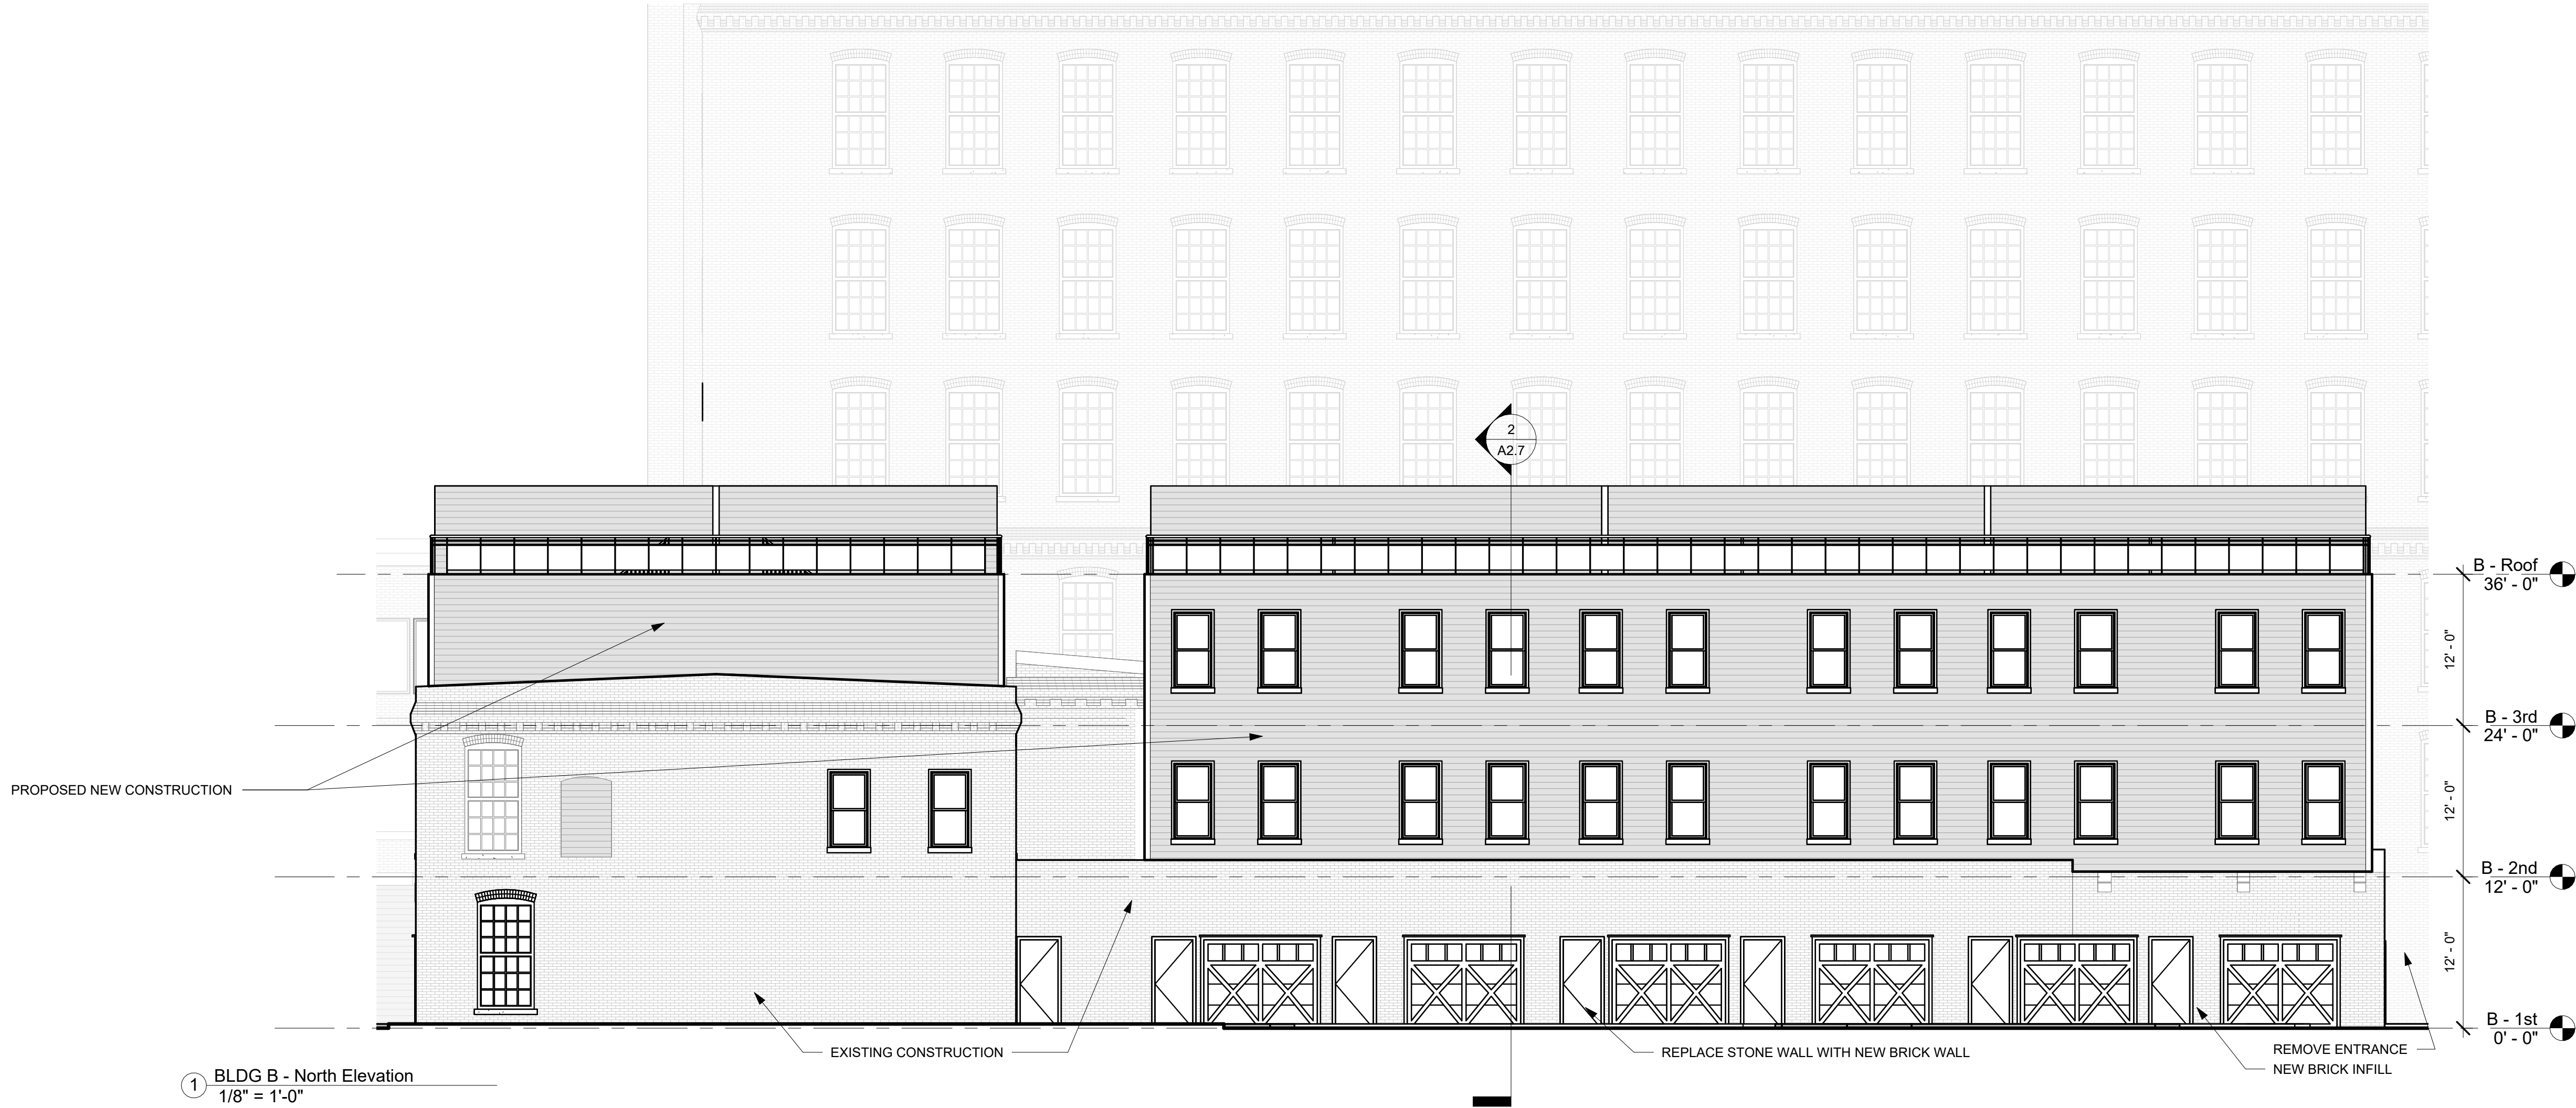 2
A2.7
B - Roof
36' - 0"
12' - 0"
B - 3rd
24' - 0"
PROPOSED NEW CONSTRUCTION
12' - 0"
B - 2nd
12' - 0"
12' - 0"
B - 1st
0' - 0"
EXISTING CONSTRUCTION
REPLACE STONE WALL WITH NEW BRICK WALL
REMOVE ENTRANCE
NEW BRICK INFILL
1
BLDG B - North Elevation
1/8" = 1'-0"